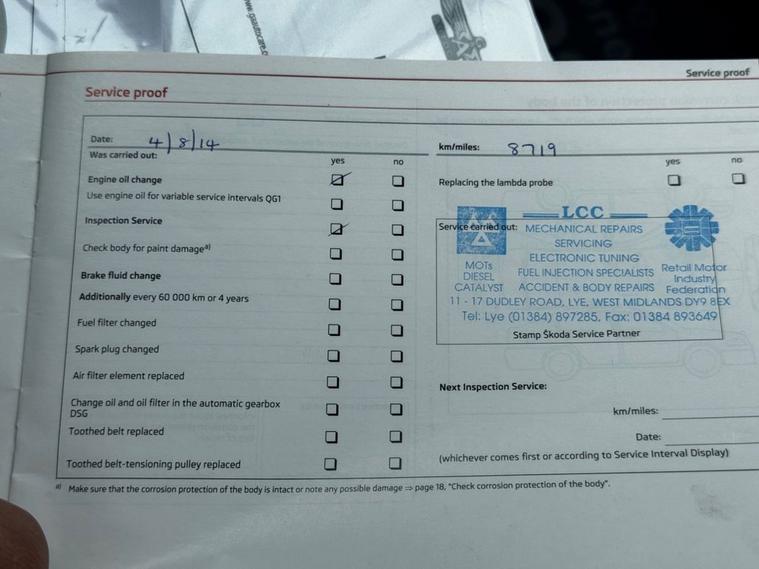 www.gsautocare.c
Service proof
Service proof
Date: 4/8/14
km/miles: 8719
Was carried out:
yes no
yes no
Engine oil change
Replacing the lambda probe
Use engine oil for variable service intervals QG1
Inspection Service
Check body for paint damage a)
Brake fluid change
Additionally every 60 000 km or 4 years
Fuel filter changed
Spark plug changed
Air filter element replaced
Change oil and oil filter in the automatic gearbox
DSG
Toothed belt replaced
Toothed belt-tensioning pulley replaced
Service carried out:
LCC
MECHANICAL REPAIRS
SERVICING
ELECTRONIC TUNING
FUEL INJECTION SPECIALISTS
ACCIDENT & BODY REPAIRS
MOTs
DIESEL
CATALYST
Retail Motor
Industry
Federation
11 - 17 DUDLEY ROAD, LYE, WEST MIDLANDS DY9 8EX
Tel: Lye (01384) 897285, Fax: 01384 893649
Stamp Škoda Service Partner
Next Inspection Service:
km/miles:
Date:
(whichever comes first or according to Service Interval Display)
a) Make sure that the corrosion protection of the body is intact or note any possible damage ⇒ page 18, "Check corrosion protection of the body".